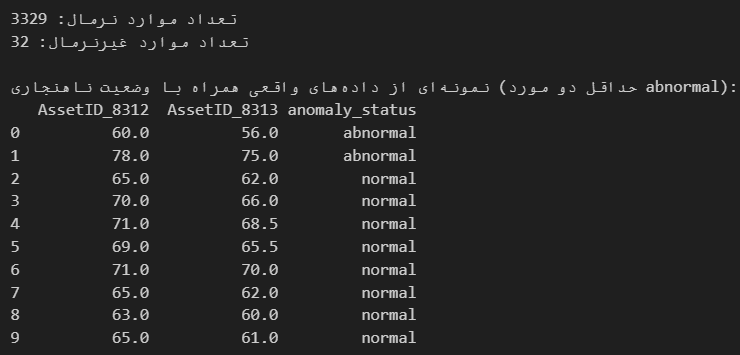 تعداد موارد نرمال: 3329
تعداد موارد غیرنرمال: 32
نمونه‌ای از داده‌های واقعی همراه با وضعیت ناهنجاری (حداقل دو مورد abnormal):
AssetID_8312 AssetID_8313 anomaly_status
0 60.0 56.0 abnormal
1 78.0 75.0 abnormal
2 65.0 62.0 normal
3 70.0 66.0 normal
4 71.0 68.5 normal
5 69.0 65.5 normal
6 71.0 70.0 normal
7 65.0 62.0 normal
8 63.0 60.0 normal
9 65.0 61.0 normal